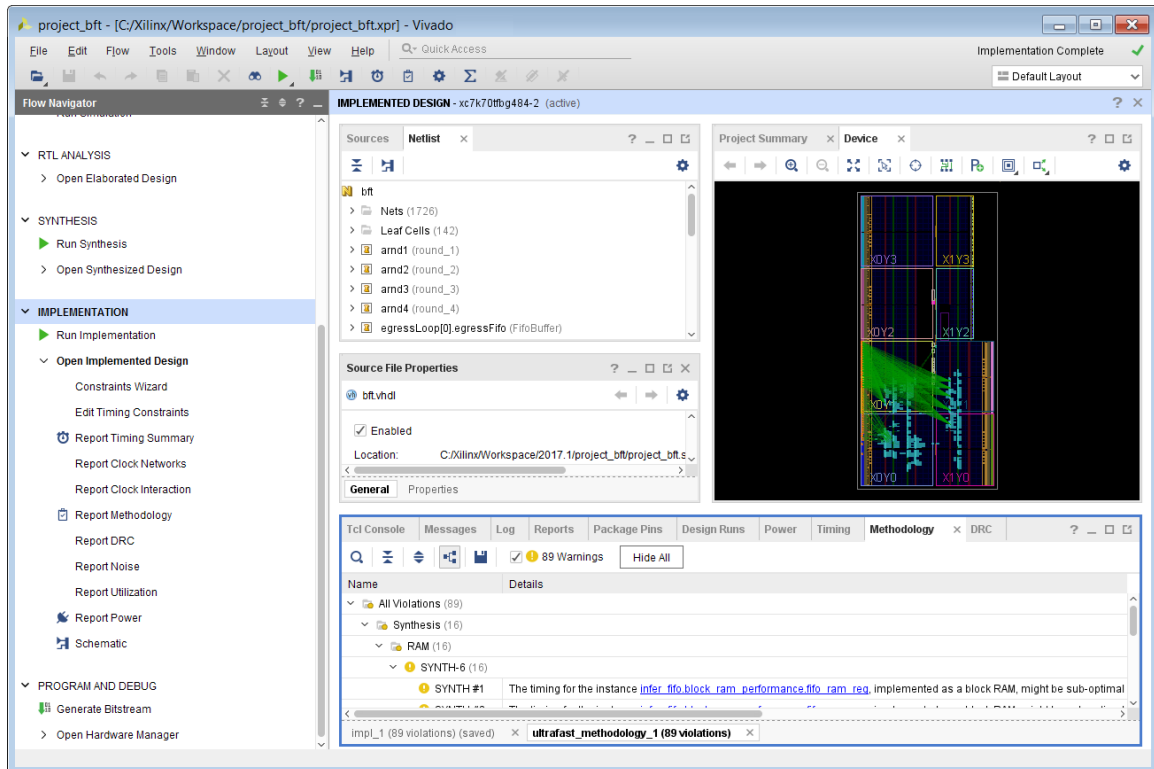 project_bft - [C:/Xilinx/Workspace/project_bft/project_bft.xpr] - Vivado
File Edit Flow Tools Window Layout View Help Quick Access
Implementation Complete
Default Layout
Flow Navigator
Run Simulation
RTL ANALYSIS
Open Elaborated Design
SYNTHESIS
Run Synthesis
Open Synthesized Design
IMPLEMENTATION
Run Implementation
Open Implemented Design
Constraints Wizard
Edit Timing Constraints
Report Timing Summary
Report Clock Networks
Report Clock Interaction
Report Methodology
Report DRC
Report Noise
Report Utilization
Report Power
Schematic
PROGRAM AND DEBUG
Generate Bitstream
Open Hardware Manager
IMPLEMENTED DESIGN - xc7k70tfbg484-2 (active)
Sources Netlist
bft
Nets (1726)
Leaf Cells (142)
arnd1 (round_1)
arnd2 (round_2)
arnd3 (round_3)
arnd4 (round_4)
egressLoop[0].egressFifo (FifoBuffer)
Source File Properties
bft.vhdl
Enabled
Location: C:/Xilinx/Workspace/2017.1/project_bft/project_bft.s
General Properties
Project Summary Device
X0Y3 X1Y3
X0Y2 X1Y2
X0Y0 X1Y0
Tcl Console Messages Log Reports Package Pins Design Runs Power Timing Methodology DRC
89 Warnings Hide All
Name Details
All Violations (89)
Synthesis (16)
RAM (16)
SYNTH-6 (16)
SYNTH #1 The timing for the instance infer_fifo.block_ram_performance.fifo_ram_reg, implemented as a block RAM, might be sub-optimal
impl_1 (89 violations) (saved) ultrafast_methodology_1 (89 violations)